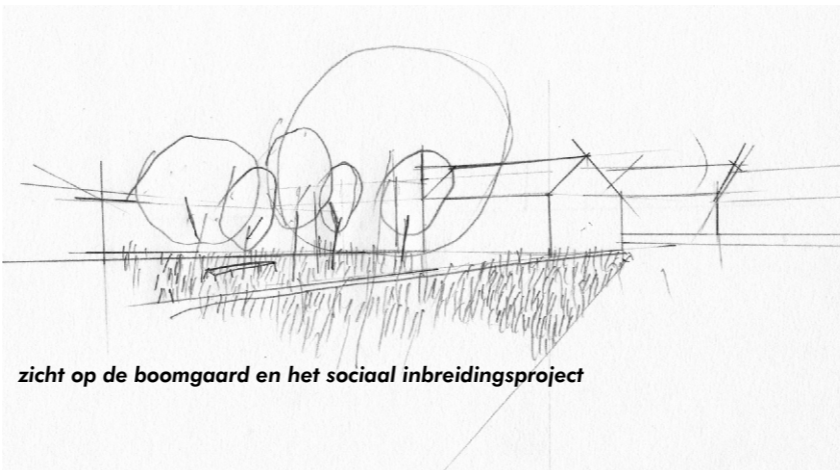 zicht op de boomgaard en het sociaal inbreidingsproject